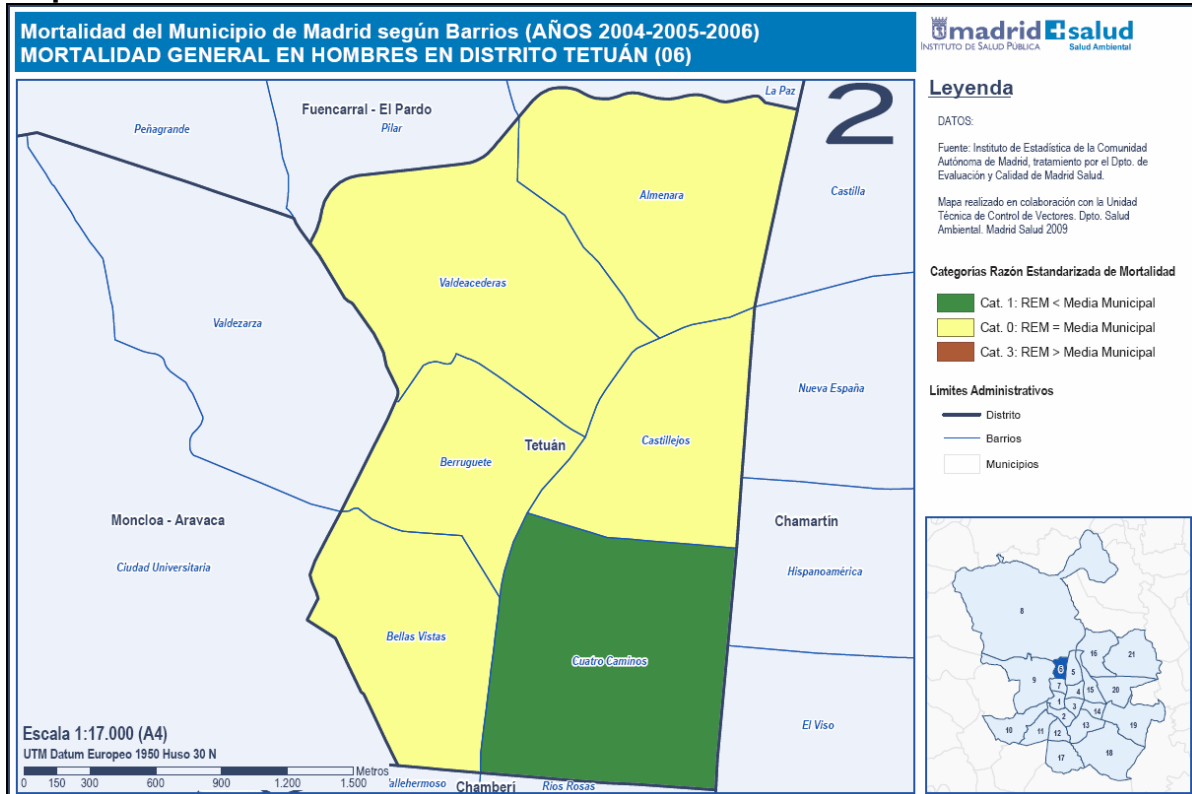 Mortalidad del Municipio de Madrid según Barrios (AÑOS 2004-2005-2006)
MORTALIDAD GENERAL EN HOMBRES EN DISTRITO TETUÁN (06)
madrid salud
INSTITUTO DE SALUD PÚBLICA
Salud Ambiental
2
La Paz
Fuencarral - El Pardo
Peñagrande
Pilar
Castilla
Almenara
Valdeacederas
Valdezarza
Nueva España
Tetuán
Castillejos
Berruguete
Moncloa - Aravaca
Chamartín
Ciudad Universitaria
Hispanoamérica
Bellas Vistas
Cuatro Caminos
El Viso
Escala 1:17.000 (A4)
UTM Datum Europeo 1950 Huso 30 N
Metros
0 150 300 600 900 1.200 1.500
allehermoso
Chamberí
Ríos Rosas
Leyenda
DATOS:
Fuente: Instituto de Estadística de la Comunidad
Autónoma de Madrid, tratamiento por el Dpto. de
Evaluación y Calidad de Madrid Salud.
Mapa realizado en colaboración con la Unidad
Técnica de Control de Vectores. Dpto. Salud
Ambiental. Madrid Salud 2009
Categorías Razón Estandarizada de Mortalidad
Cat. 1: REM < Media Municipal
Cat. 0: REM = Media Municipal
Cat. 3: REM > Media Municipal
Límites Administrativos
Distrito
Barrios
Municipios
8
16
21
6
5
9
7
4
15
20
1
3
2
14
19
10
11
12
13
17
18